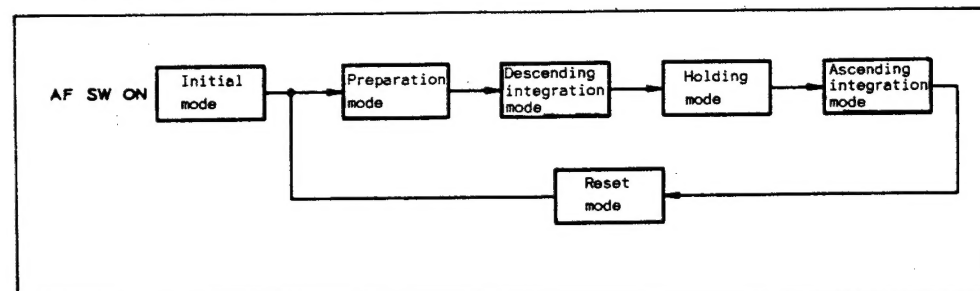 AF SW ON
Initial
mode
Preparation
mode
Descending
integration
mode
Holding
mode
Ascending
integration
mode
Reset
mode